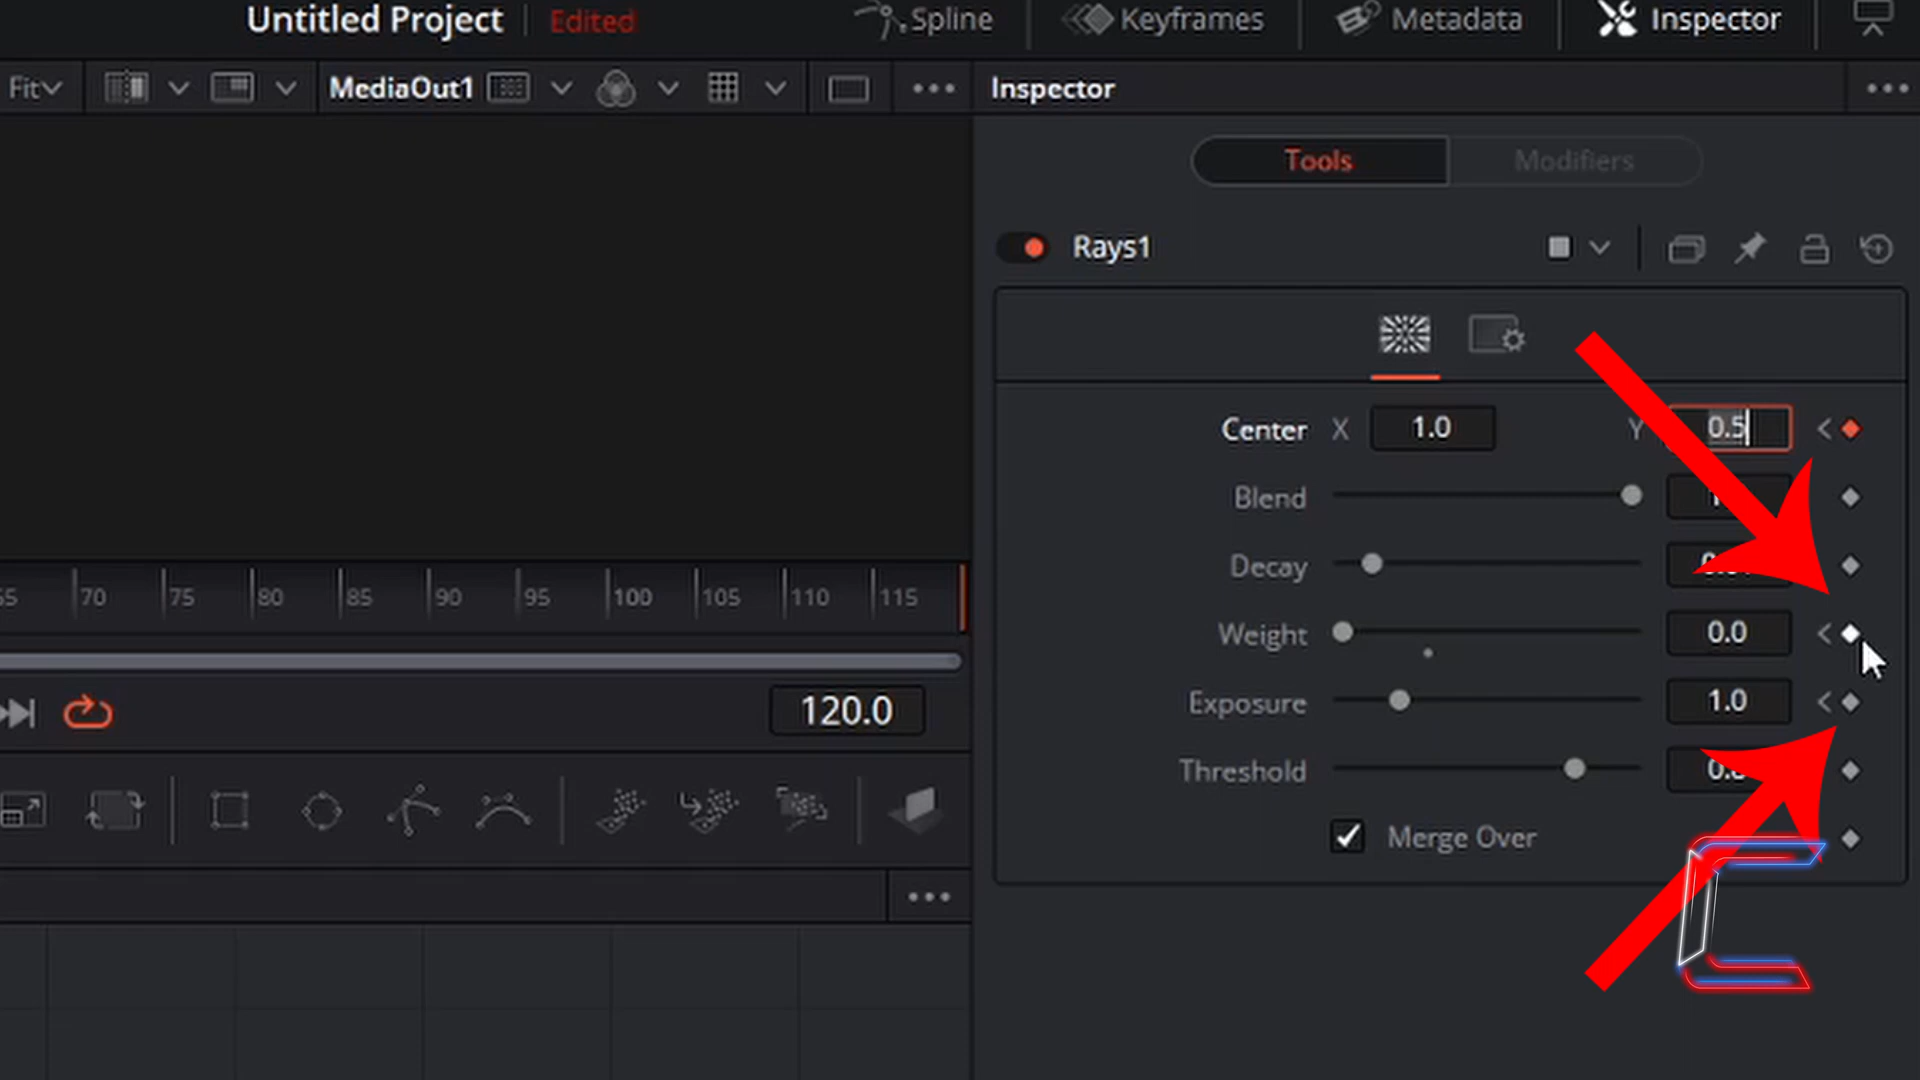 Untitled Project Edited Spline Keyframes Metadata Inspector
Fit MediaOut1 Inspector
Tools Modifiers
Rays1
Center X 1.0 Y 0.5
Blend
Decay
65 70 75 80 85 90 95 100 105 110 115
Weight 0.0
Exposure 1.0
120.0
Threshold
Merge Over